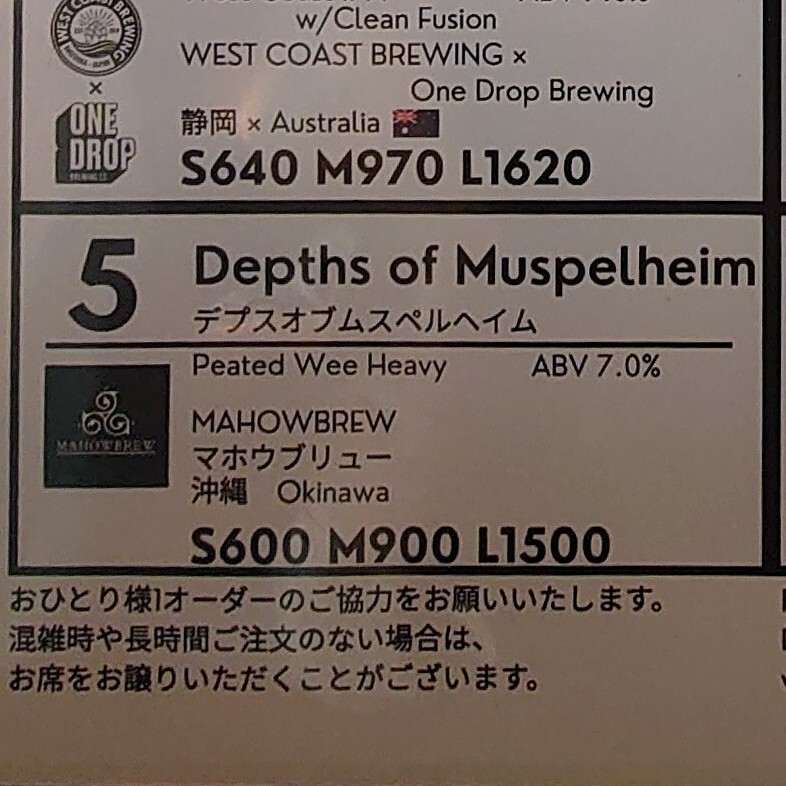 WEST COAST BREWING
w/Clean Fusion
WEST COAST BREWING ×
One Drop Brewing
×
ONE DROP
BREWING CO
静岡 × Australia
S640 M970 L1620
5 Depths of Muspelheim
デプスオブムスペルヘイム
Peated Wee Heavy ABV 7.0%
MAHOWBREW
MAHOWBREW
マホウブリュー
沖縄 Okinawa
S600 M900 L1500
おひとり様1オーダーのご協力をお願いいたします。
混雑時や長時間ご注文のない場合は、
お席をお譲りいただくことがございます。